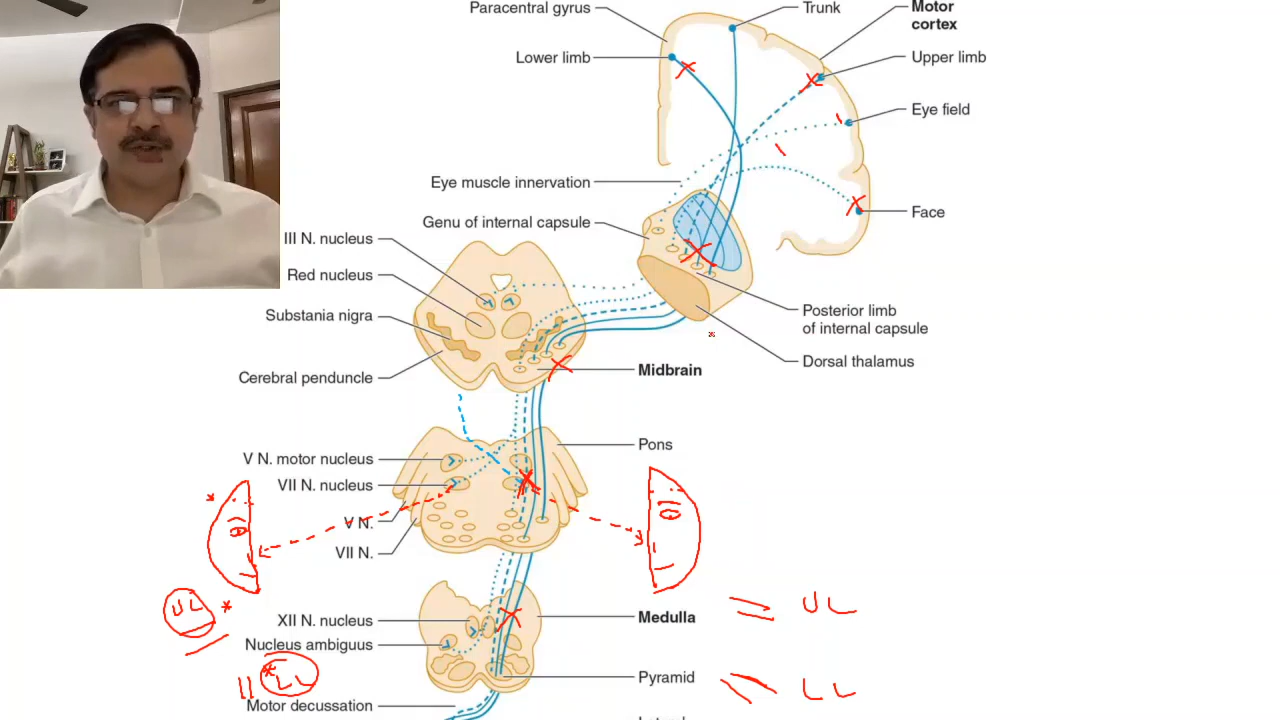 Paracentral gyrus
Trunk
Motor
cortex
Lower limb
Upper limb
Eye field
Eye muscle innervation
Face
Genu of internal capsule
III N. nucleus
Red nucleus
Substania nigra
Posterior limb
of internal capsule
Dorsal thalamus
Cerebral penduncle
Midbrain
Pons
V N. motor nucleus
VII N. nucleus
V N.
VII N.
UL
UL
XII N. nucleus
Medulla
Nucleus ambiguus
Pyramid
LL
LL
Motor decussation